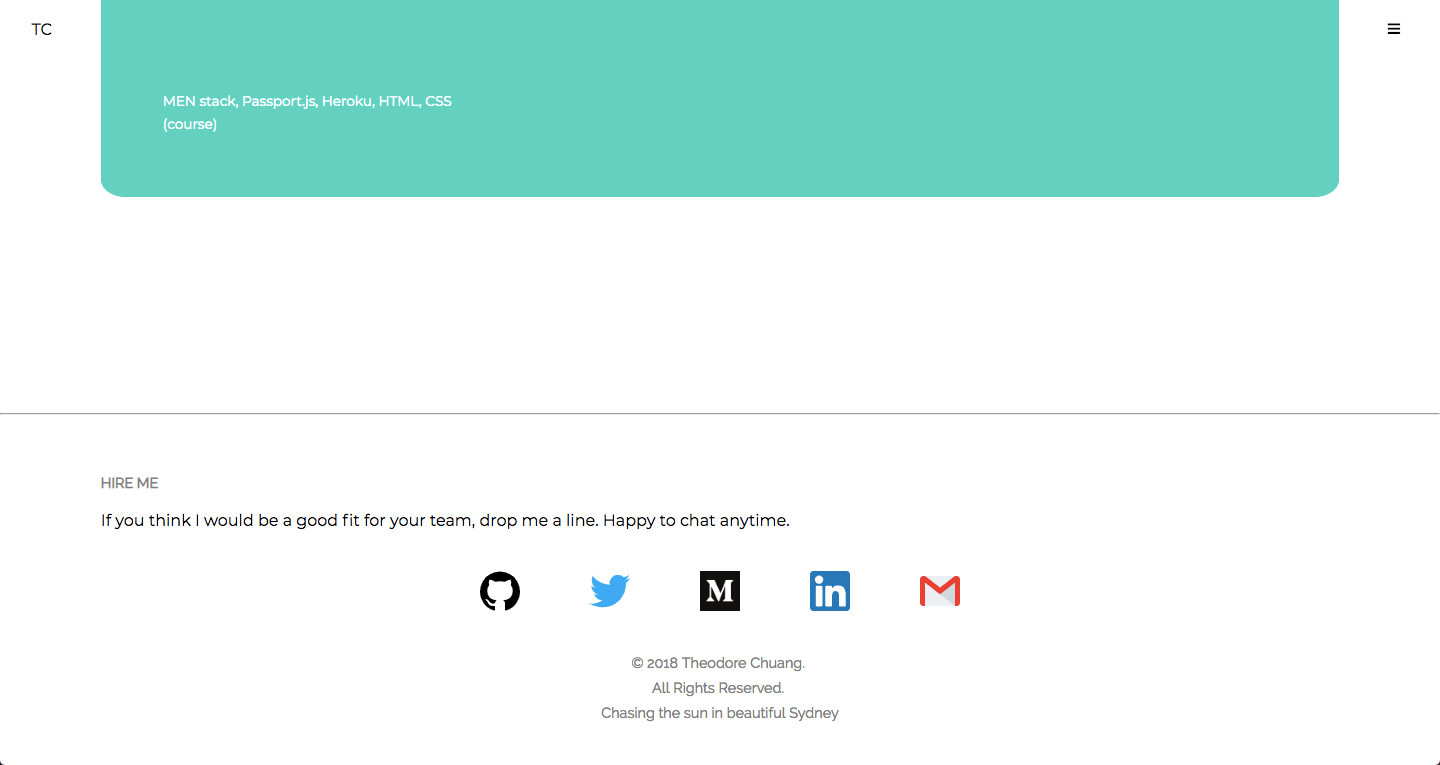 TC
MEN stack, Passport.js, Heroku, HTML, CSS
(course)
HIRE ME
If you think I would be a good fit for your team, drop me a line. Happy to chat anytime.
M
in
© 2018 Theodore Chuang.
All Rights Reserved.
Chasing the sun in beautiful Sydney